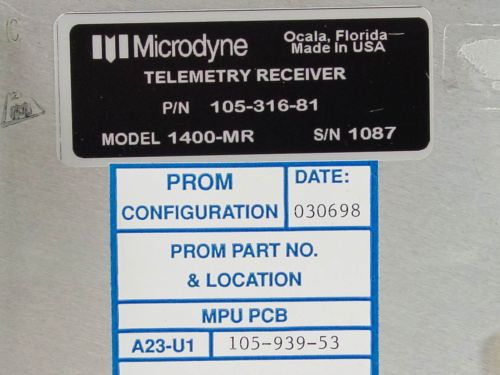 Microdyne
Ocala, Florida
Made In USA
TELEMETRY RECEIVER
P/N 105-316-81
MODEL 1400-MR S/N 1087
PROM
CONFIGURATION
DATE:
030698
PROM PART NO.
& LOCATION
MPU PCB
A23-U1 105-939-53